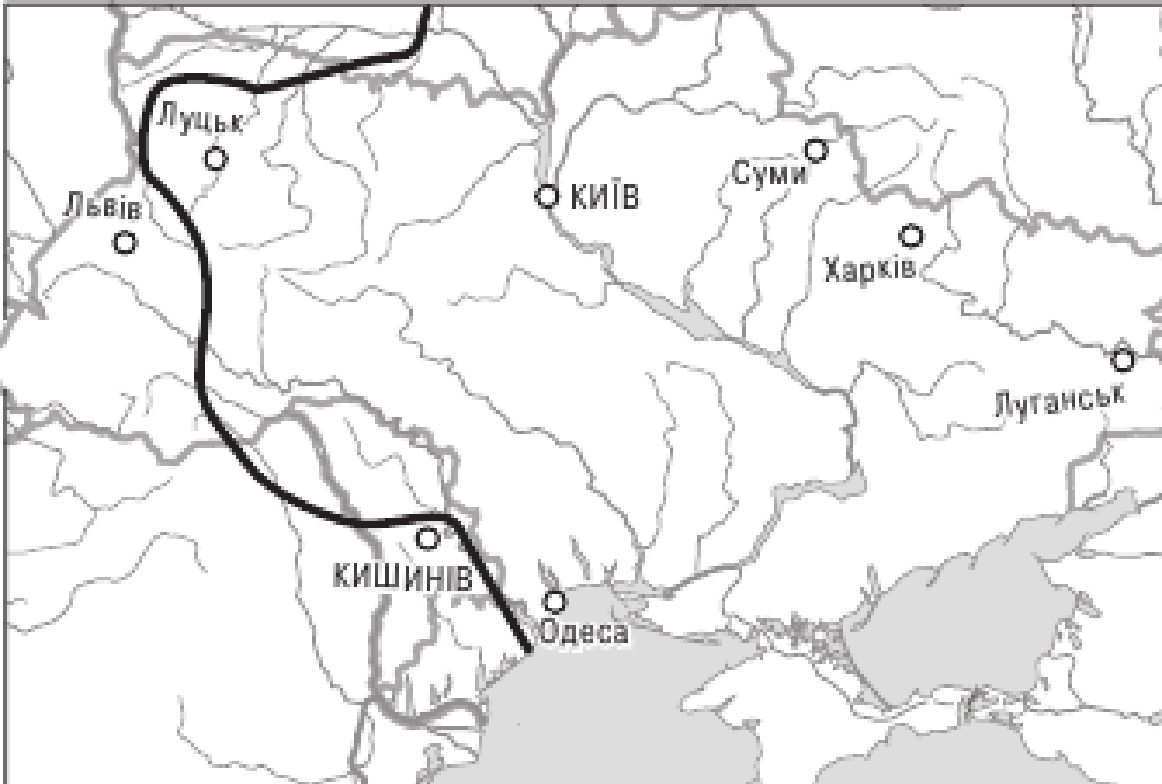 Луцьк
Суми
КИЇВ
Львів
Харків
Луганськ
КИШИНІВ
Одеса